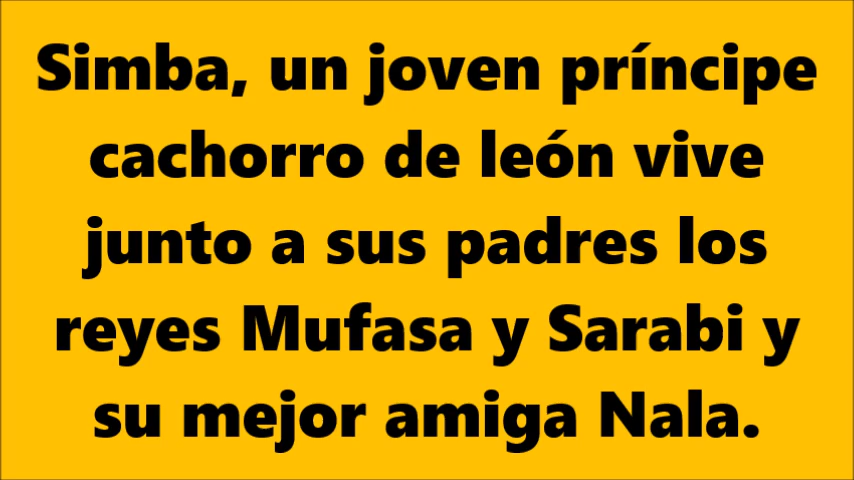 Simba, un joven príncipe
cachorro de león vive
junto a sus padres los
reyes Mufasa y Sarabi y
su mejor amiga Nala.